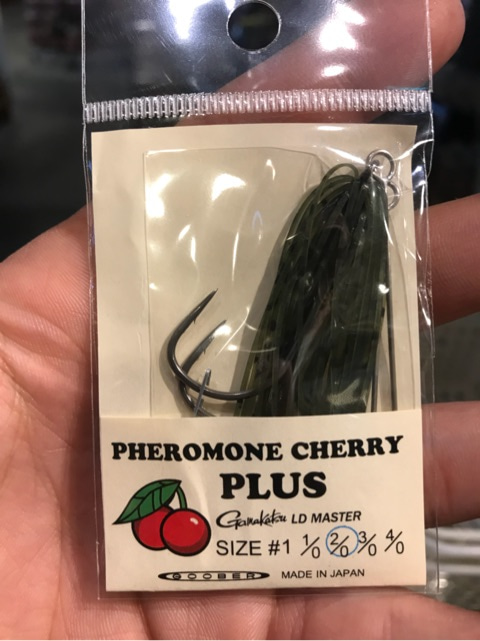 PHEROMONE CHERRY
PLUS
Gamakatsu LD MASTER
SIZE #1 1/0 2/0 3/0 4/0
GOOBER MADE IN JAPAN